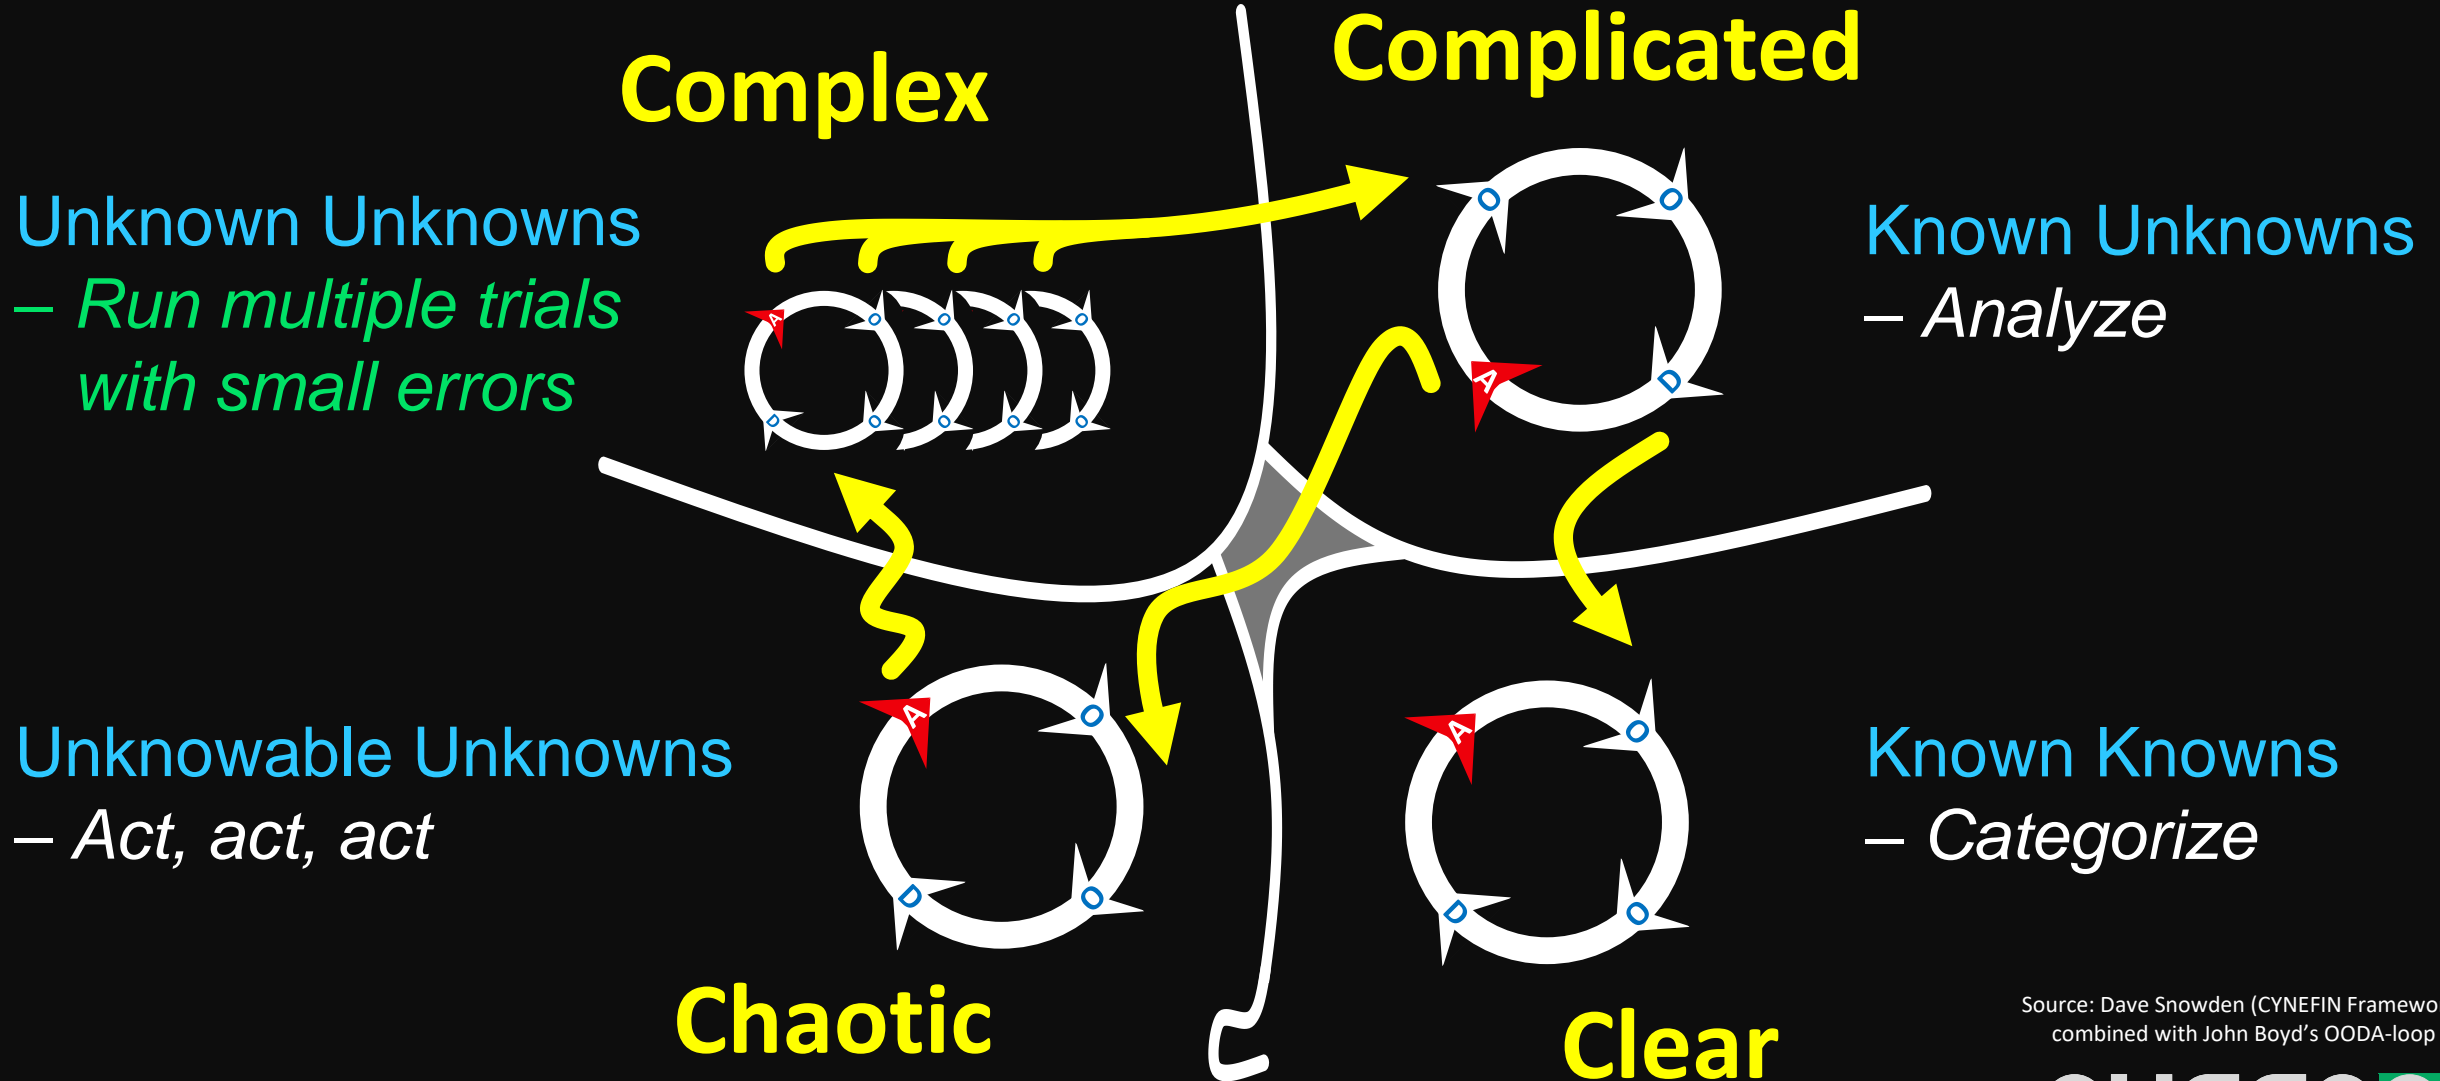 Complex
Complicated
Unknown Unknowns
– Run multiple trials
with small errors
Known Unknowns
– Analyze
A O D O O O O O O O
O O D A
Unknowable Unknowns
– Act, act, act
A O O D
Known Knowns
– Categorize
A O O D
Chaotic
Clear
Source: Dave Snowden (CYNEFIN Framewo
combined with John Boyd's OODA-loop